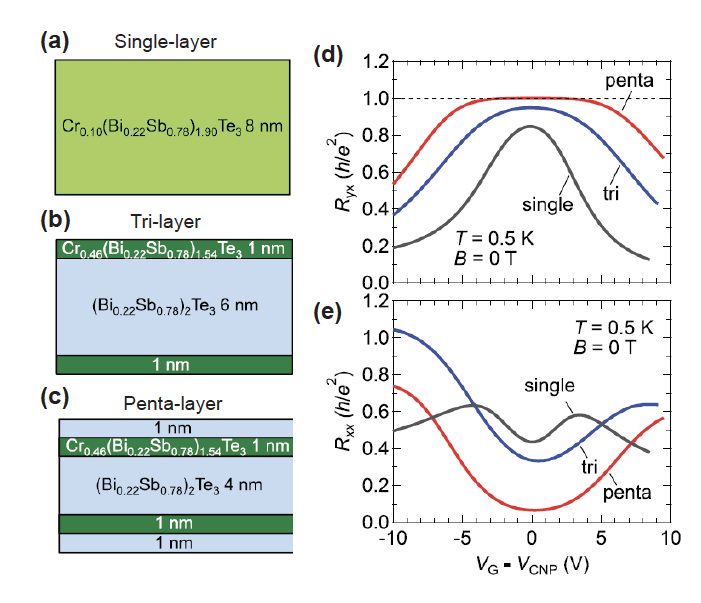 (a)
Single-layer
Cr0.10(Bi0.22Sb0.78)1.90Te3 8 nm
(b)
Tri-layer
Cr0.46(Bi0.22Sb0.78)1.54Te3 1 nm
(Bi0.22Sb0.78)2Te3 6 nm
1 nm
(c)
Penta-layer
1 nm
Cr0.46(Bi0.22Sb0.78)1.54Te3 1 nm
(Bi0.22Sb0.78)2Te3 4 nm
1 nm
1 nm
(d)
1.2
1.0
0.8
0.6
0.4
0.2
0.0
Ryx (h/e²)
penta
tri
single
T = 0.5 K
B = 0 T
(e)
1.2
1.0
0.8
0.6
0.4
0.2
0.0
Rxx (h/e²)
T = 0.5 K
B = 0 T
single
tri
penta
-10
-5
0
5
10
VG - VCNP (V)